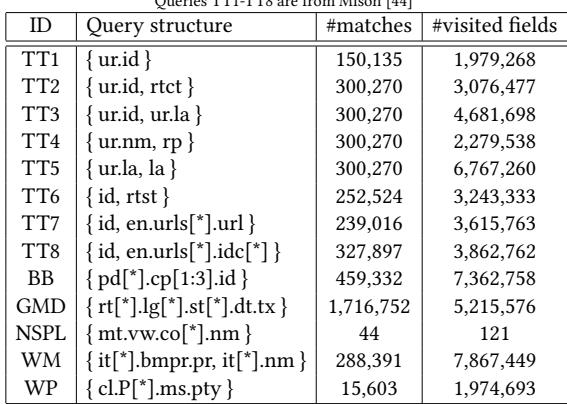 Queries TT1-TT8 are from Mison [44]
ID Query structure #matches #visited fields
TT1 { ur.id } 150,135 1,979,268
TT2 { ur.id, rtct } 300,270 3,076,477
TT3 { ur.id, ur.la } 300,270 4,681,698
TT4 { ur.nm, rp } 300,270 2,279,538
TT5 { ur.la, la } 300,270 6,767,260
TT6 { id, rtst } 252,524 3,243,333
TT7 { id, en.urls[*].url } 239,016 3,615,763
TT8 { id, en.urls[*].idc[*] } 327,897 3,862,762
BB { pd[*].cp[1:3].id } 459,332 7,362,758
GMD { rt[*].lg[*].st[*].dt.tx } 1,716,752 5,215,576
NSPL { mt.vw.co[*].nm } 44 121
WM { it[*].bmpr.pr, it[*].nm } 288,391 7,867,449
WP { cl.P[*].ms.pty } 15,603 1,974,693